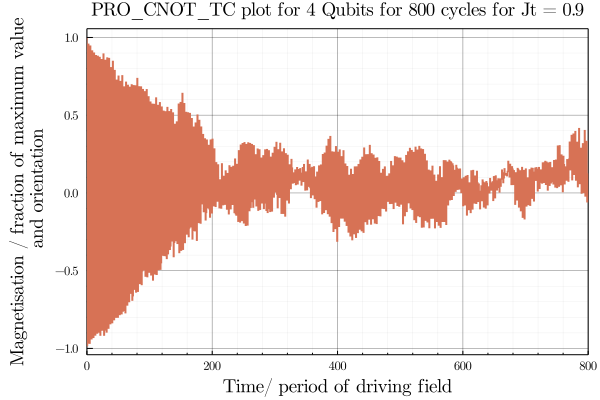 PRO_CNOT_TC plot for 4 Qubits for 800 cycles for Jt = 0.9
Magnetisation / fraction of maximum value
and orientation
1.0
0.5
0.0
−0.5
−1.0
0 200 400 600 800
Time/ period of driving field